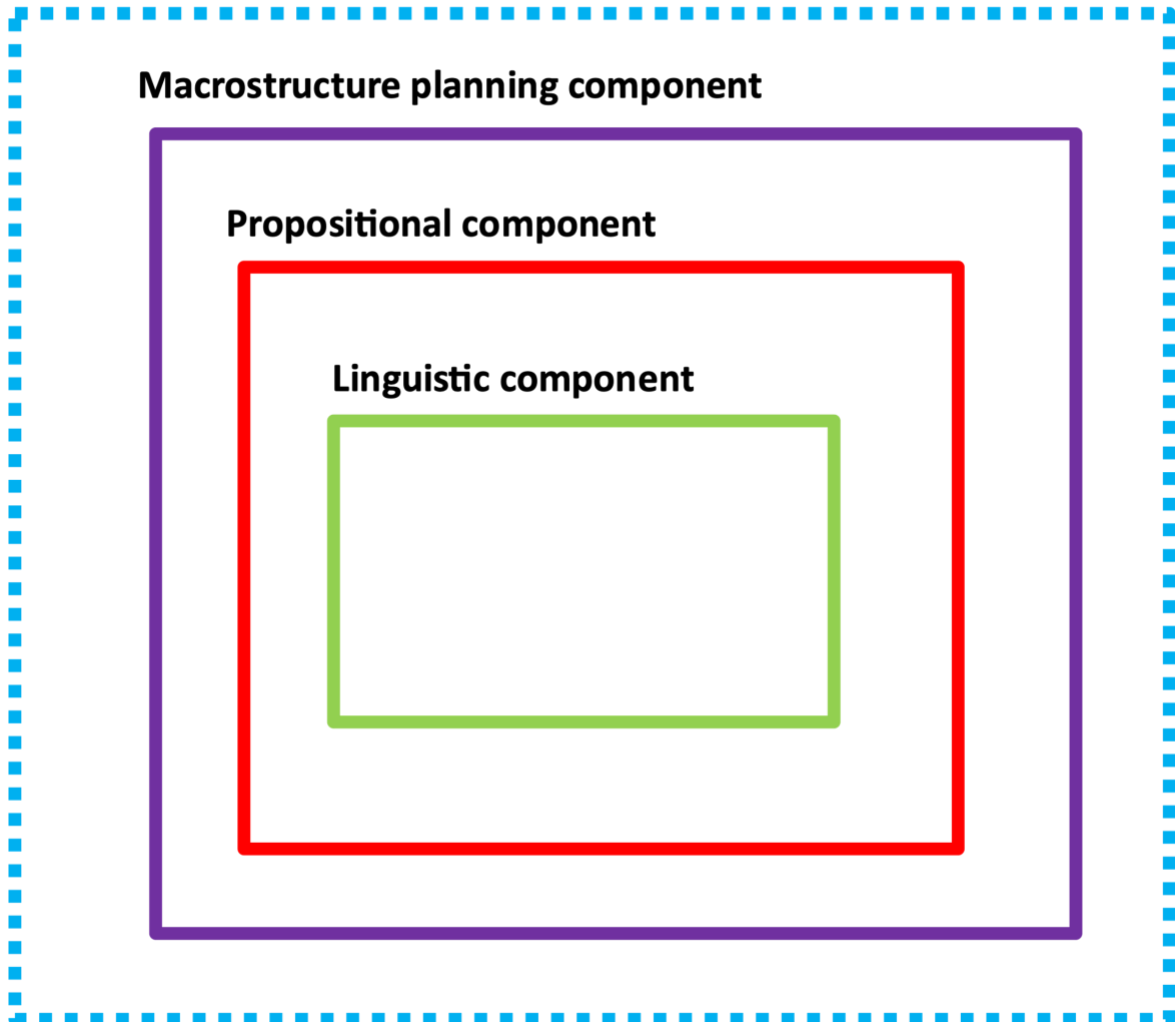 Macrostructure planning component
Propositional component
Linguistic component